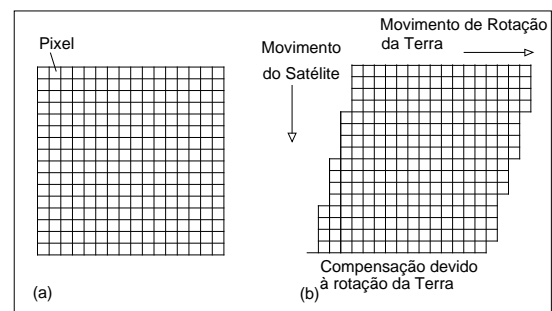 Pixel
(a)
Movimento
do Satélite
Movimento de Rotação
da Terra
Compensação devido
à rotação da Terra
(b)